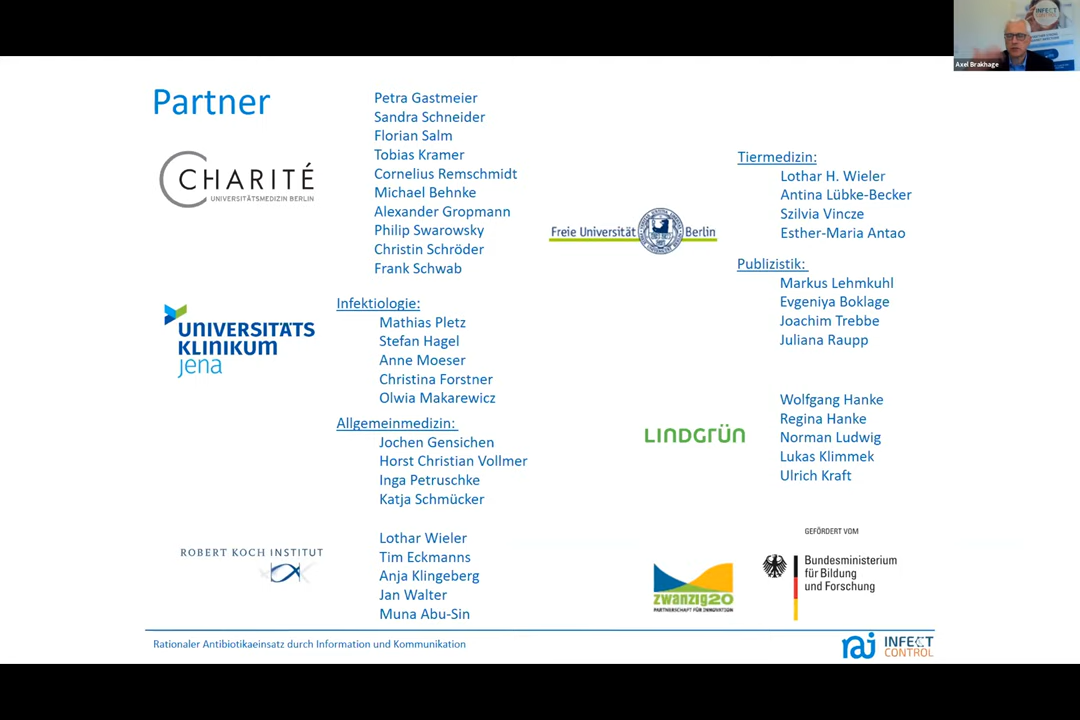 INFECT
CONTROL
Axel Brakhage
Partner
CHARITÉ
UNIVERSITÄTSMEDIZIN BERLIN
Petra Gastmeier
Sandra Schneider
Florian Salm
Tobias Kramer
Cornelius Remschmidt
Michael Behnke
Alexander Gropmann
Philip Swarowsky
Christin Schröder
Frank Schwab
UNIVERSITÄTS
KLINIKUM
jena
Infektiologie:
Mathias Pletz
Stefan Hagel
Anne Moeser
Christina Forstner
Olwia Makarewicz
Allgemeinmedizin:
Jochen Gensichen
Horst Christian Vollmer
Inga Petruschke
Katja Schmücker
ROBERT KOCH INSTITUT
Lothar Wieler
Tim Eckmanns
Anja Klingeberg
Jan Walter
Muna Abu-Sin
Freie Universität Berlin
Tiermedizin:
Lothar H. Wieler
Antina Lübke-Becker
Szilvia Vincze
Esther-Maria Antao
Publizistik:
Markus Lehmkuhl
Evgeniya Boklage
Joachim Trebbe
Juliana Raupp
LINDGRÜN
Wolfgang Hanke
Regina Hanke
Norman Ludwig
Lukas Klimmek
Ulrich Kraft
zwanzig20
PARTNERSCHAFT FÜR INNOVATION
GEFÖRDERT VOM
Bundesministerium
für Bildung
und Forschung
Rationaler Antibiotikaeinsatz durch Information und Kommunikation
rai
INFECT
CONTROL